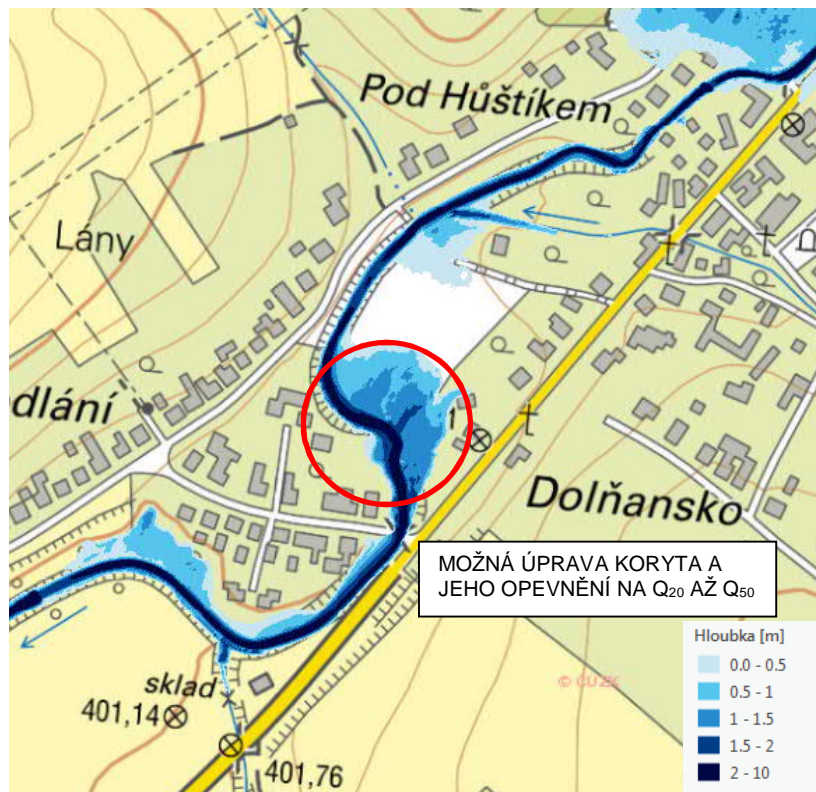 Pod Hůštíkem
Lány
dlání
1
Dolňansko
MOŽNÁ ÚPRAVA KORYTA A
JEHO OPEVNĚNÍ NA Q₂₀ AŽ Q₅₀
sklad
401,14
401,76
© ČÚZK
Hloubka [m]
0.0 - 0.5
0.5 - 1
1 - 1.5
1.5 - 2
2 - 10